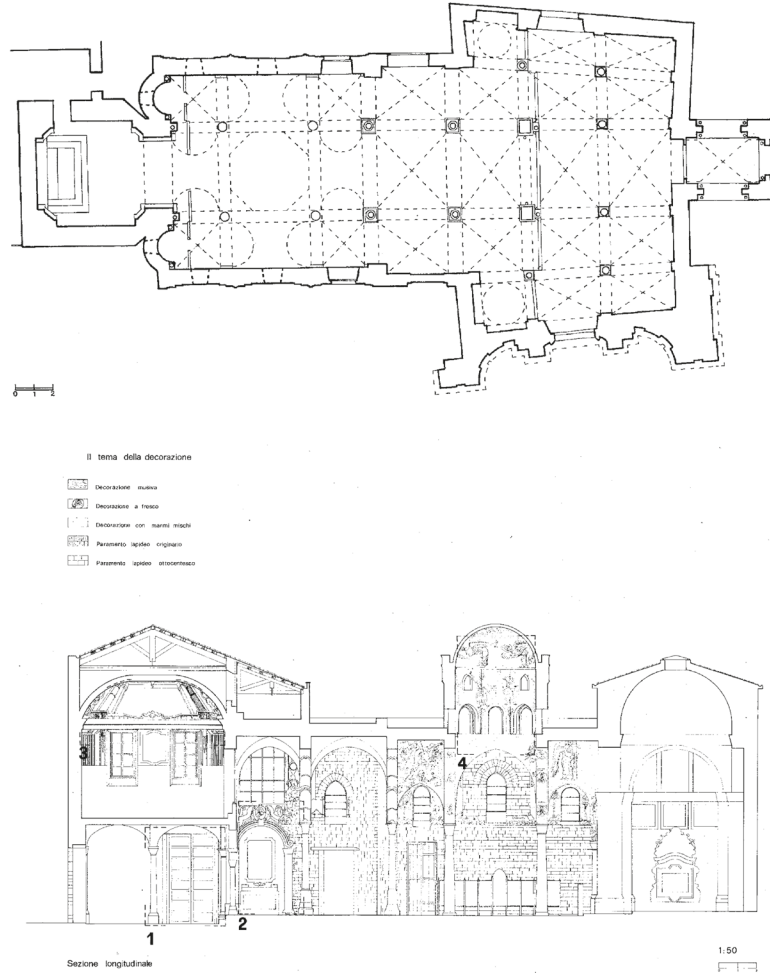 0 1 2
Il tema della decorazione
Decorazione musiva
Decorazione a fresco
Decorazione con marmi mischi
Paramento lapideo originario
Paramento lapideo ottocentesco
3
4
1
2
1:50
Sezione longitudinale